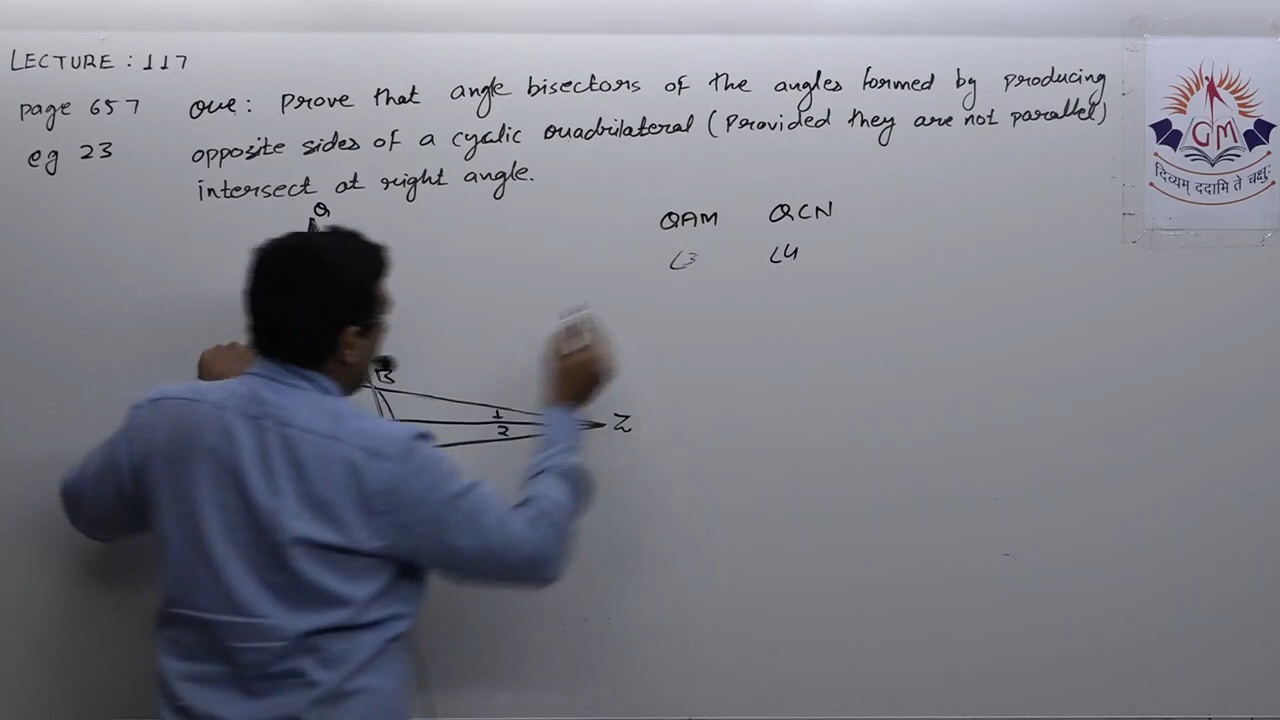 LECTURE : 117
page 657 Que : Prove that angle bisectors of the angles formed by producing
eg 23 opposite sides of a cyclic quadrilateral (Provided they are not parallel)
intersect at right angle.
Q
QAM QCN
∠3 ∠4
B
1
2
Z
GM
दिव्यम् ददामि ते चक्षुः